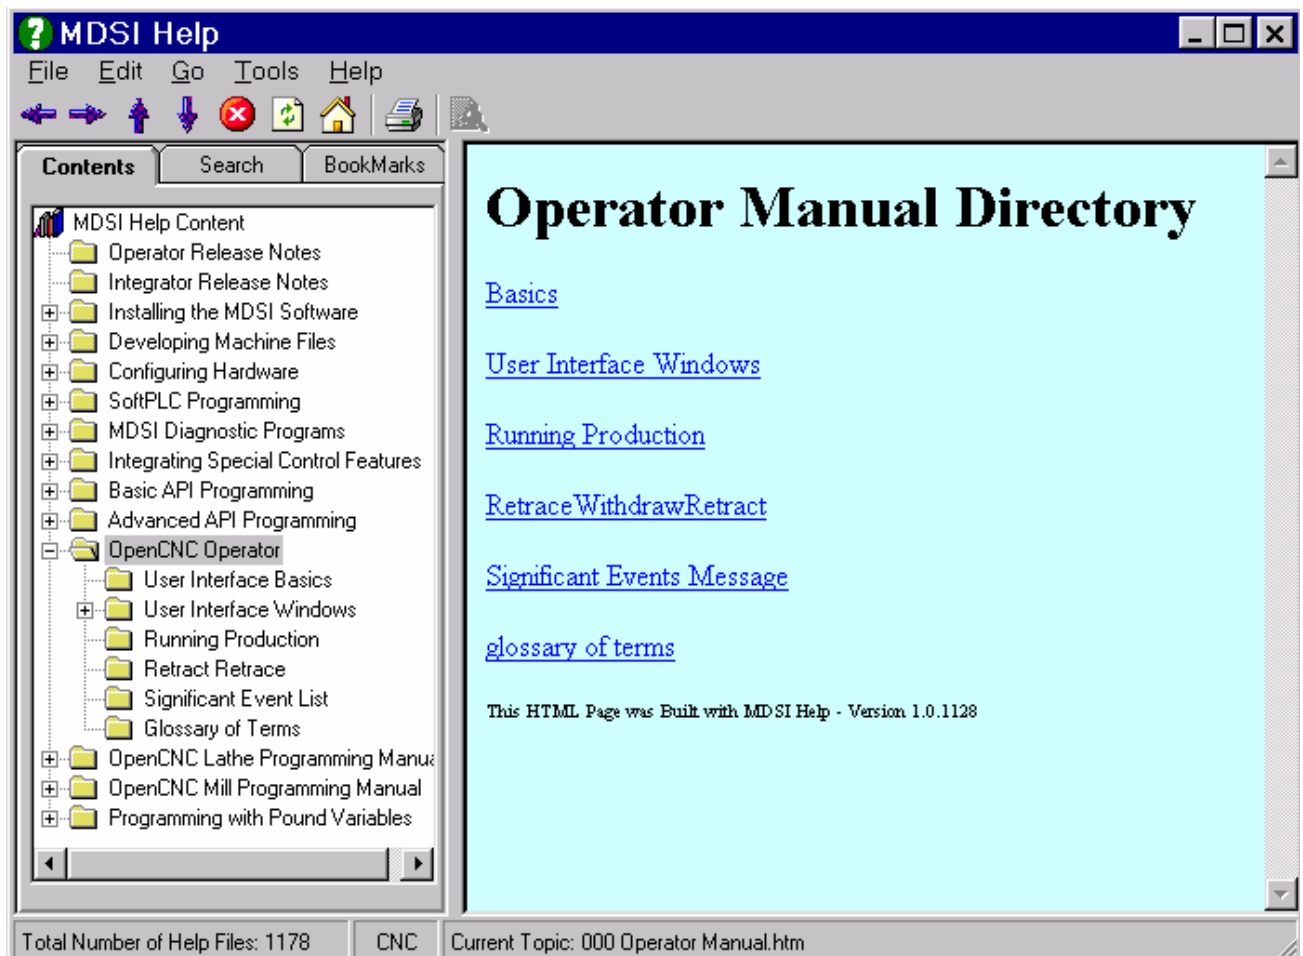 MDSI Help
File Edit Go Tools Help
Contents Search BookMarks
MDSI Help Content
Operator Release Notes
Integrator Release Notes
Installing the MDSI Software
Developing Machine Files
Configuring Hardware
SoftPLC Programming
MDSI Diagnostic Programs
Integrating Special Control Features
Basic API Programming
Advanced API Programming
OpenCNC Operator
User Interface Basics
User Interface Windows
Running Production
Retract Retrace
Significant Event List
Glossary of Terms
OpenCNC Lathe Programming Manua
OpenCNC Mill Programming Manual
Programming with Pound Variables
Operator Manual Directory
Basics
User Interface Windows
Running Production
RetraceWithdrawRetract
Significant Events Message
glossary of terms
This HTML Page was Built with MDSI Help - Version 1.0.1128
Total Number of Help Files: 1178 CNC Current Topic: 000 Operator Manual.htm